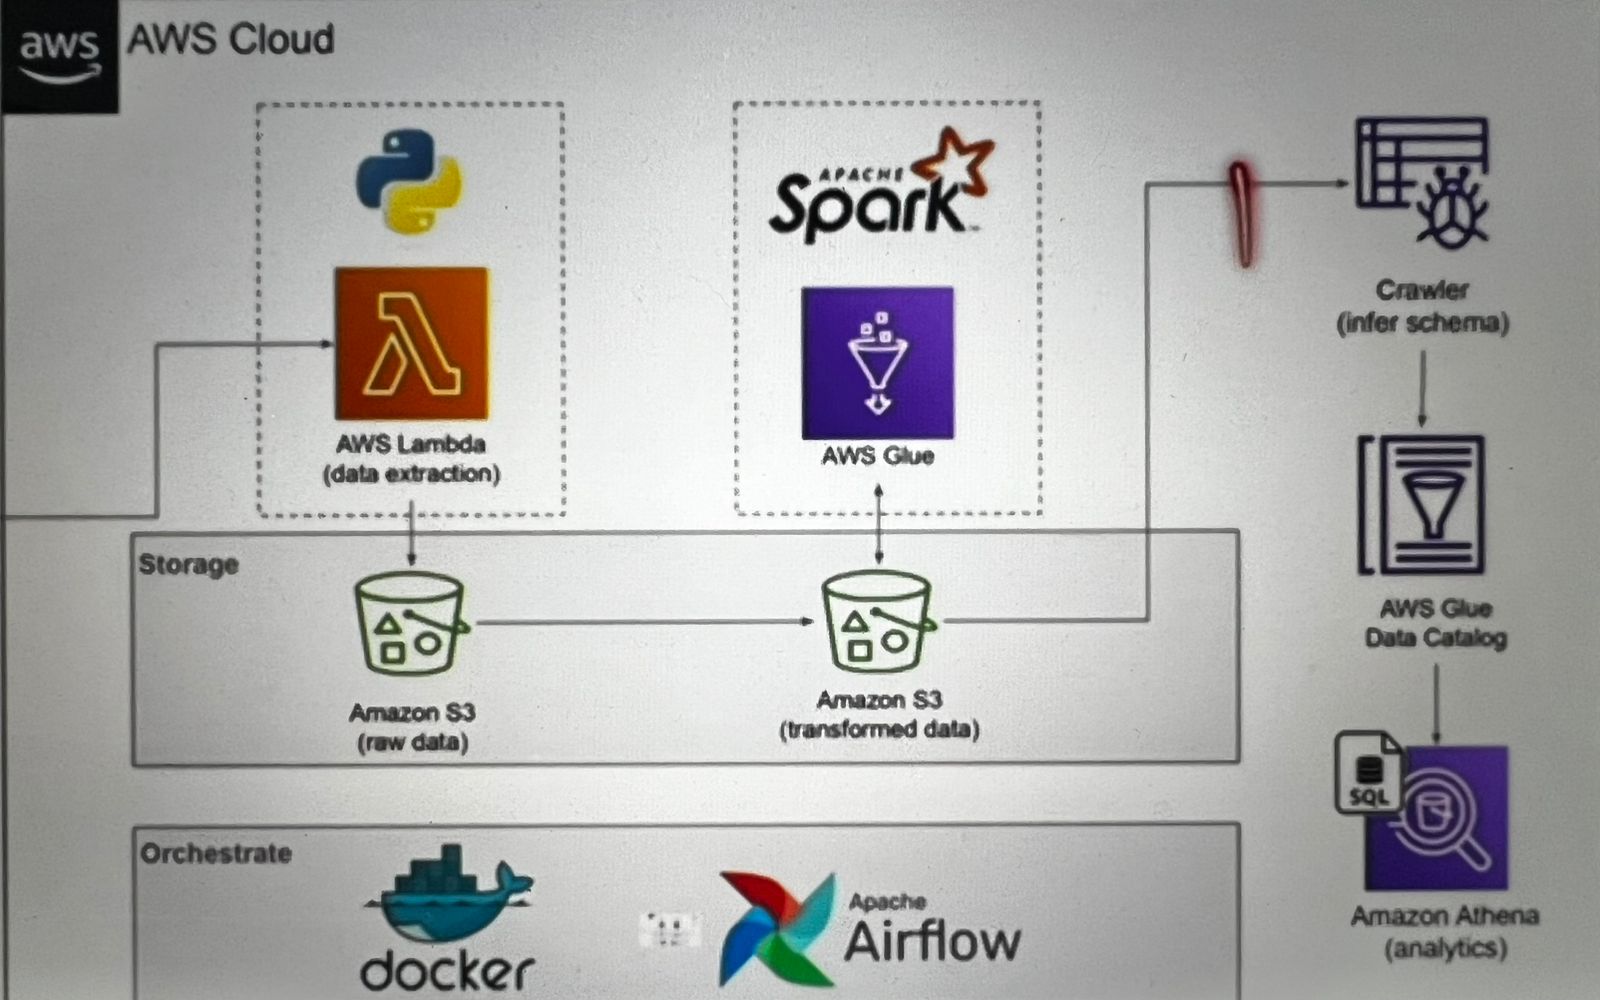 aws
AWS Cloud
APACHE
Spark
AWS Lambda
(data extraction)
AWS Glue
Crawler
(infer schema)
Storage
Amazon S3
(raw data)
Amazon S3
(transformed data)
AWS Glue
Data Catalog
SQL
Amazon Athena
(analytics)
Orchestrate
docker
Apache
Airflow